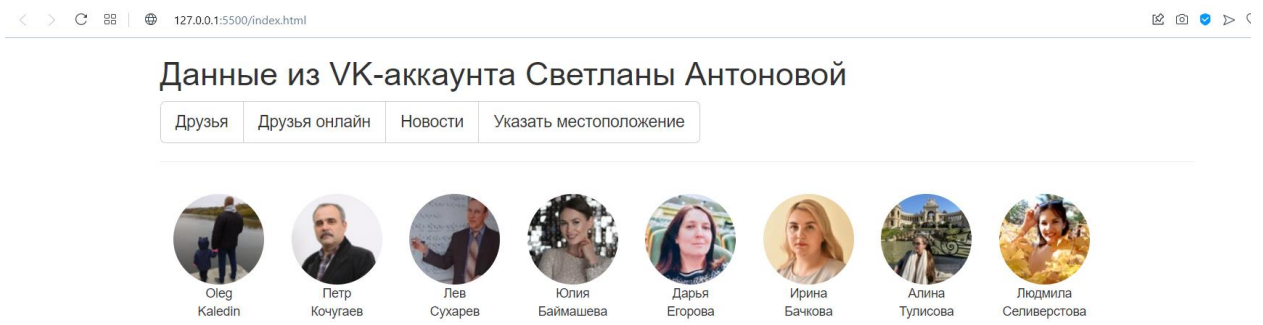 127.0.0.1:5500/index.html
Данные из VK-аккаунта Светланы Антоновой
Друзья Друзья онлайн Новости Указать местоположение
Oleg Петр Лев Юлия Дарья Ирина Алина Людмила
Kaledin Кочугаев Сухарев Баймашева Егорова Бачкова Тулисова Селиверстова